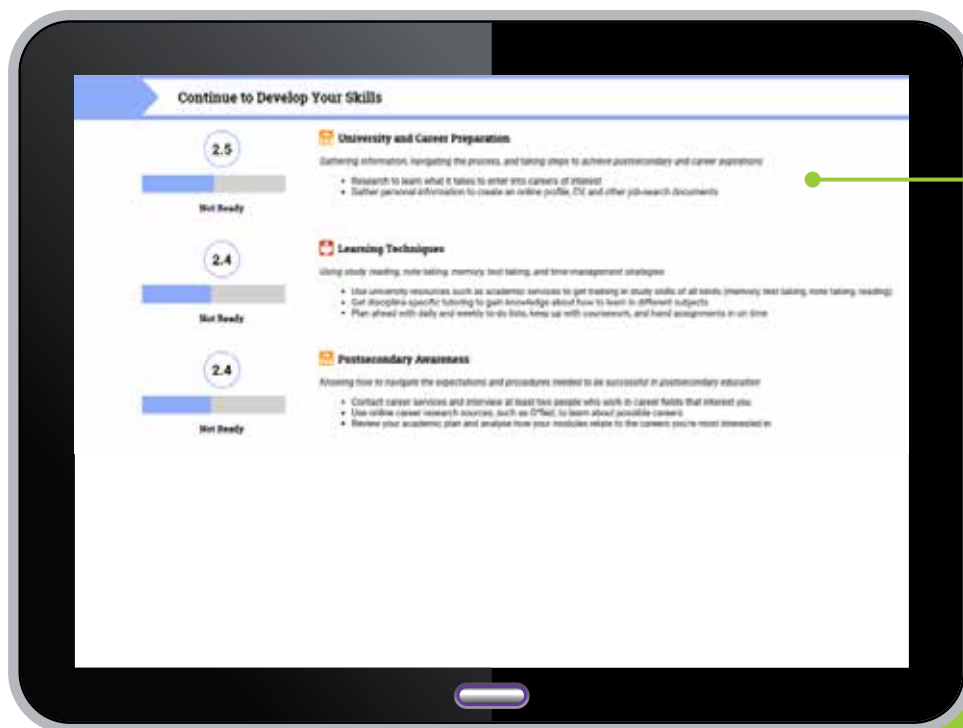 Continue to Develop Your Skills
2.5
Not Ready
University and Career Preparation
Gathering information, navigating the process, and taking steps to achieve postsecondary and career aspirations
• Research to learn what it takes to enter into careers of interest
• Gather personal information to create an online profile, CV, and other job-search documents
2.4
Not Ready
Learning Techniques
Using study, reading, note-taking, memory, test-taking, and time-management strategies
• Use university resources such as academic services to get training in study skills of all kinds (memory, test taking, note taking, reading)
• Get discipline-specific tutoring to gain knowledge about how to learn in different subjects
• Plan ahead with daily and weekly to-do lists, keep up with coursework, and hand assignments in on time
2.4
Not Ready
Postsecondary Awareness
Knowing how to navigate the expectations and procedures needed to be successful in postsecondary education
• Contact career services and interview at least two people who work in career fields that interest you
• Use online career research sources, such as O*Net, to learn about possible careers
• Review your academic plan and analyse how your modules relate to the careers you're most interested in